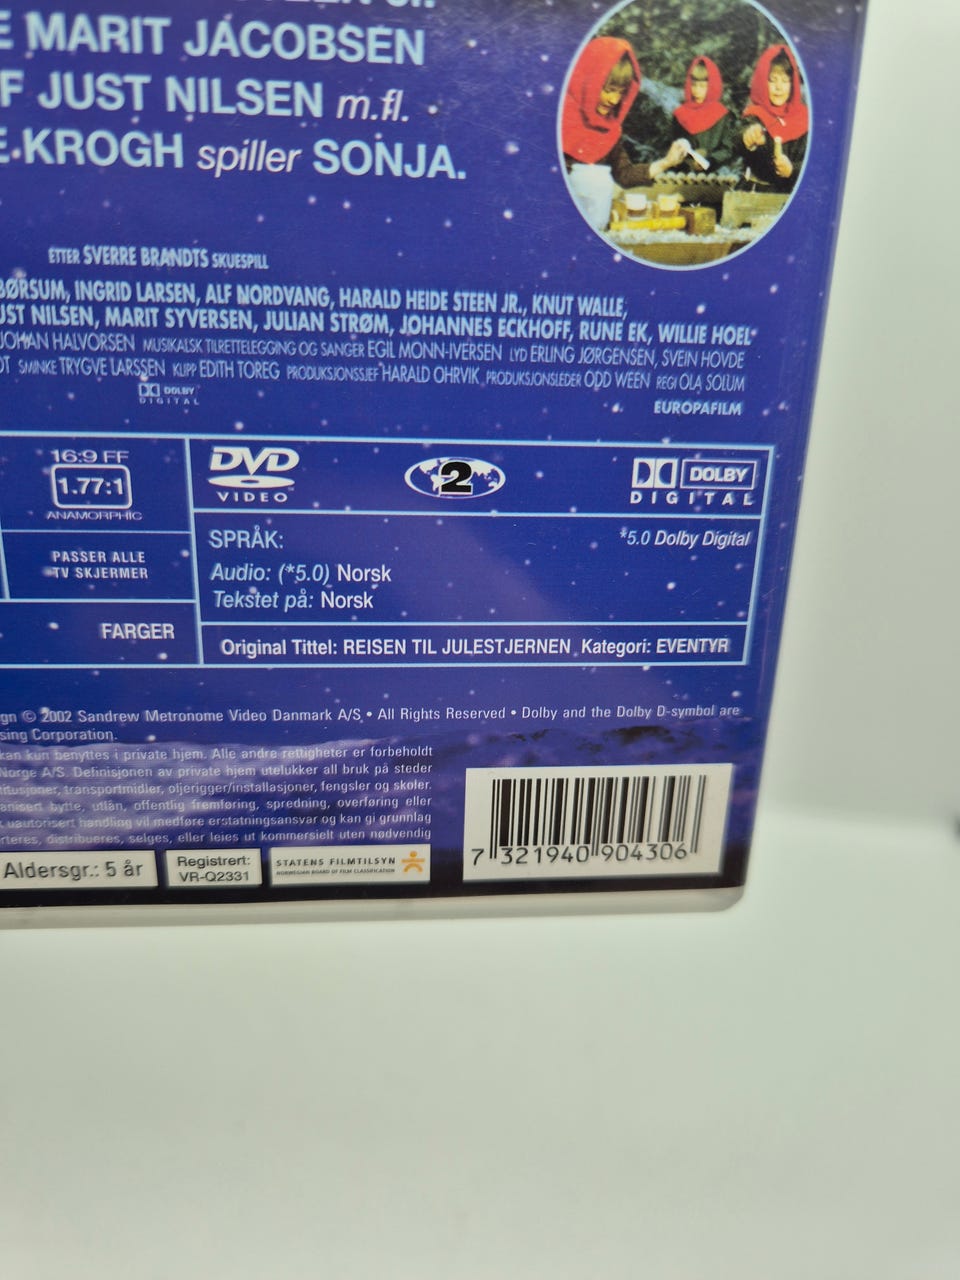 E MARIT JACOBSEN
F JUST NILSEN m.fl.
E.KROGH spiller SONJA.
ETTER SVERRE BRANDTS SKUESPILL
BØRSUM, INGRID LARSEN, ALF NORDVANG, HARALD HEIDE STEEN JR., KNUT WALLE,
JST NILSEN, MARIT SYVERSEN, JULIAN STRØM, JOHANNES ECKHOFF, RUNE EK, WILLIE HOEL
JOHAN HALVORSEN MUSIKALSK TILRETTELEGGING OG SANGER EGIL MONN-IVERSEN LYD ERLING JØRGENSEN, SVEIN HOVDE
DT SMINKE TRYGVE LARSSEN KLIPP EDITH TOREG PRODUKSJONSSJEF HARALD OHRVIK PRODUKSJONSLEDER ODD WEEN REGI OLA SOLUM
DOLBY
DIGITAL
EUROPAFILM
16:9 FF
1.77:1
ANAMORPHIC
DVD
VIDEO
2
DOLBY
DIGITAL
PASSER ALLE
TV SKJERMER
SPRÅK:
*5.0 Dolby Digital
Audio: (*5.0) Norsk
Tekstet på: Norsk
FARGER
Original Tittel: REISEN TIL JULESTJERNEN Kategori: EVENTYR
gn © 2002 Sandrew Metronome Video Danmark A/S, • All Rights Reserved • Dolby and the Dolby D-symbol are
sing Corporation.
kan kun benyttes i private hjem. Alle andre rettigheter er forbeholdt
Norge A/S. Definisjonen av private hjem utelukker all bruk på steder
titusjoner, transportmidler, oljerigger/installasjoner, fengsler og skoler.
anisert bytte, utlån, offentlig fremføring, spredning, overføring eller
k uautorisert handling vil medføre erstatningsansvar og kan gi grunnlag
rteres, distribueres, selges, eller leies ut kommersielt uten nødvendig
Aldersgr.: 5 år
Registrert:
VR-Q2331
STATENS FILMTILSYN
NORWEGIAN BOARD OF FILM CLASSIFICATION
7 321940 904306